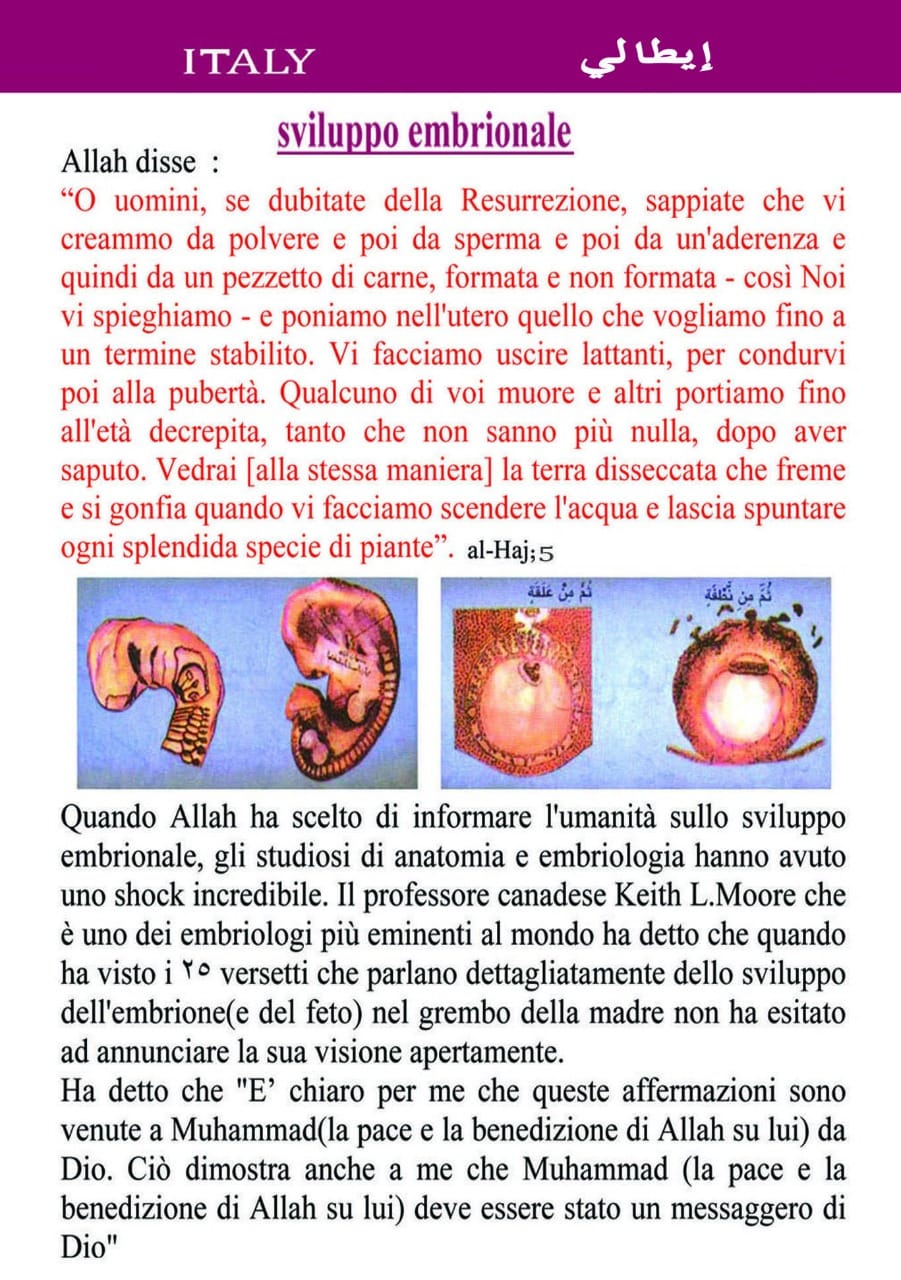 ITALY
إيطالي
sviluppo embrionale
Allah disse :
“O uomini, se dubitate della Resurrezione, sappiate che vi
creammo da polvere e poi da sperma e poi da un'aderenza e
quindi da un pezzetto di carne, formata e non formata - così Noi
vi spieghiamo - e poniamo nell'utero quello che vogliamo fino a
un termine stabilito. Vi facciamo uscire lattanti, per condurvi
poi alla pubertà. Qualcuno di voi muore e altri portiamo fino
all'età decrepita, tanto che non sanno più nulla, dopo aver
saputo. Vedrai [alla stessa maniera] la terra disseccata che freme
e si gonfia quando vi facciamo scendere l'acqua e lascia spuntare
ogni splendida specie di piante”. al-Haj;5
ثُمَّ مِنْ عَلَقَةٍ
ثُمَّ مِن نُّطْفَةٍ
Quando Allah ha scelto di informare l'umanità sullo sviluppo
embrionale, gli studiosi di anatomia e embriologia hanno avuto
uno shock incredibile. Il professore canadese Keith L.Moore che
è uno dei embriologi più eminenti al mondo ha detto che quando
ha visto i ٢٥ versetti che parlano dettagliatamente dello sviluppo
dell'embrione(e del feto) nel grembo della madre non ha esitato
ad annunciare la sua visione apertamente.
Ha detto che "E’ chiaro per me che queste affermazioni sono
venute a Muhammad(la pace e la benedizione di Allah su lui) da
Dio. Ciò dimostra anche a me che Muhammad (la pace e la
benedizione di Allah su lui) deve essere stato un messaggero di
Dio"